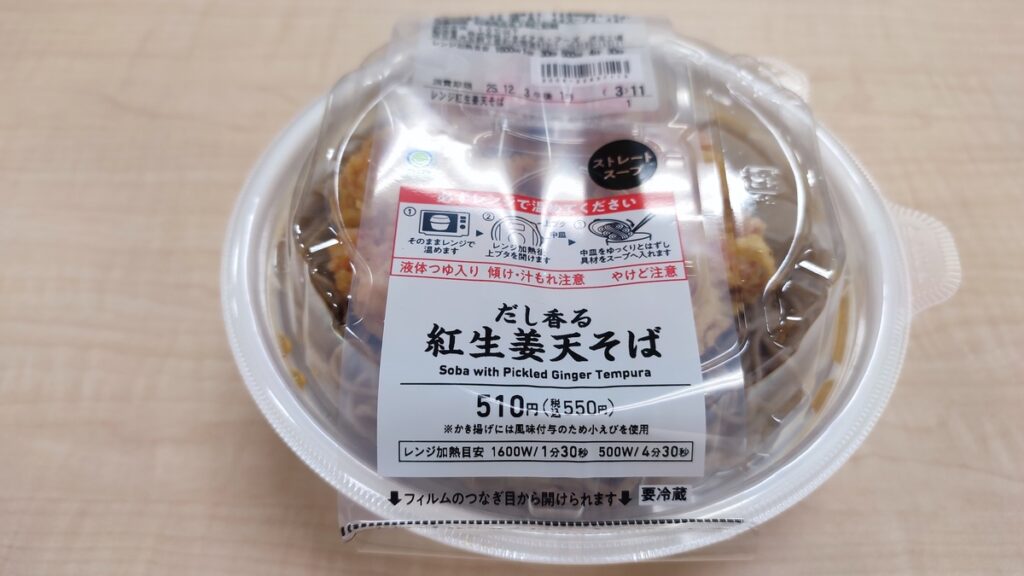 消費期限 25.12. 3
3 11
レンジ紅生姜天そば
1
ストレート
スープ
① ②
そのままレンジで
温めます
レンジ加熱後
上ブタを開けます
中皿
中皿をゆっくりとはずし
具材をスープへ入れます
液体つゆ入り 傾け・汁もれ注意 やけど注意
だし香る
紅生姜天そば
Soba with Pickled Ginger Tempura
510円(税込550円)
※かき揚げには風味付与のため小えびを使用
レンジ加熱目安 1600W/1分30秒 500W/4分30秒
⬇フィルムのつなぎ目から開けられます⬇ 要冷蔵